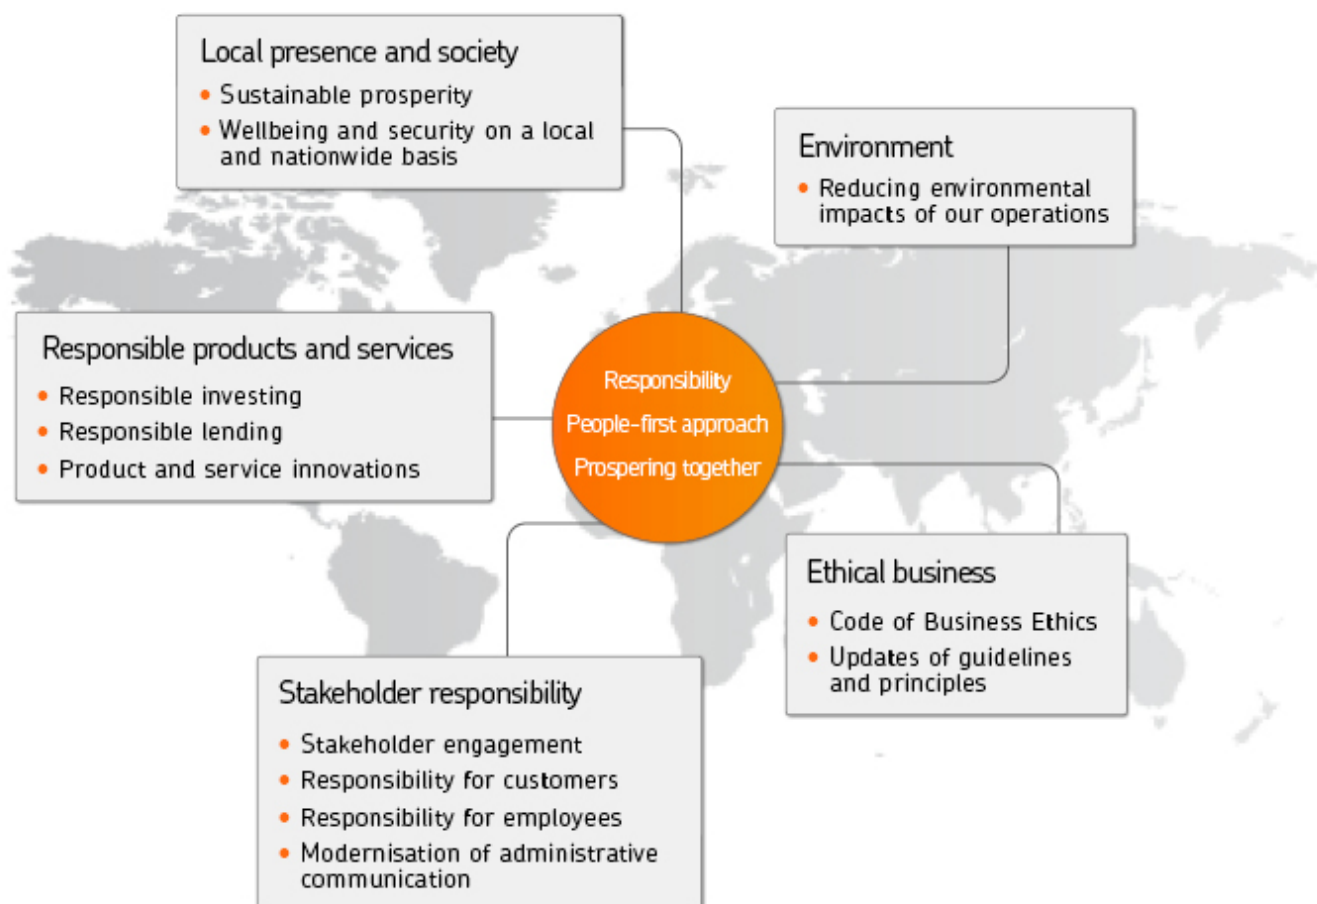 Local presence and society
• Sustainable prosperity
• Wellbeing and security on a local
and nationwide basis
Environment
• Reducing environmental
impacts of our operations
Responsible products and services
• Responsible investing
• Responsible lending
• Product and service innovations
Responsibility
People-first approach
Prospering together
Ethical business
• Code of Business Ethics
• Updates of guidelines
and principles
Stakeholder responsibility
• Stakeholder engagement
• Responsibility for customers
• Responsibility for employees
• Modernisation of administrative
communication